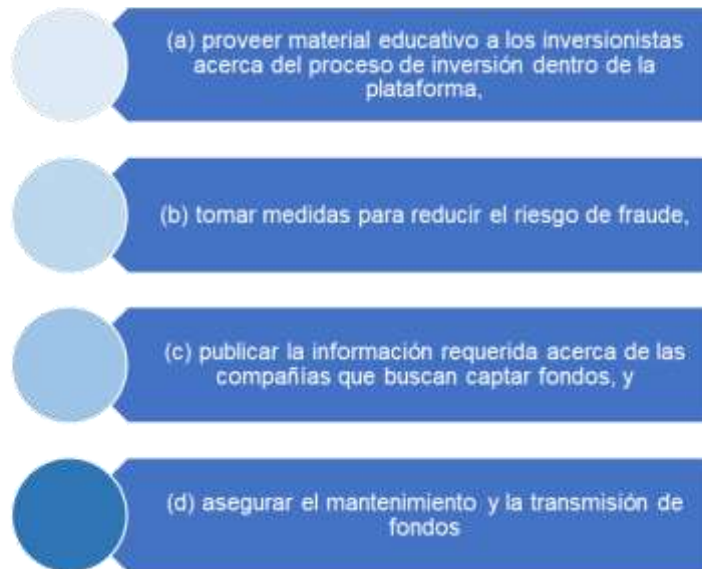 (a) proveer material educativo a los inversionistas
acerca del proceso de inversión dentro de la
plataforma,
(b) tomar medidas para reducir el riesgo de fraude,
(c) publicar la información requerida acerca de las
compañías que buscan captar fondos, y
(d) asegurar el mantenimiento y la transmisión de
fondos